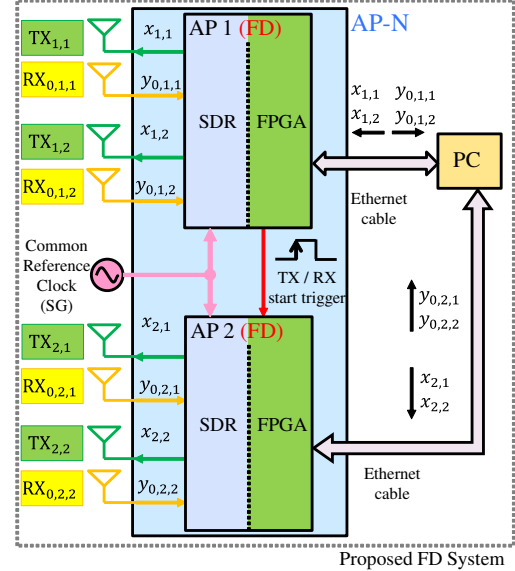 AP 1 (FD)
AP-N
TX1,1
x1,1
RX0,1,1
y0,1,1
SDR
FPGA
TX1,2
x1,2
RX0,1,2
y0,1,2
x1,1 y0,1,1
x1,2 y0,1,2
PC
Ethernet
cable
Common
Reference
Clock
(SG)
TX / RX
start trigger
AP 2 (FD)
TX2,1
x2,1
RX0,2,1
y0,2,1
SDR
FPGA
TX2,2
x2,2
RX0,2,2
y0,2,2
y0,2,1
y0,2,2
x2,1
x2,2
Ethernet
cable
Proposed FD System